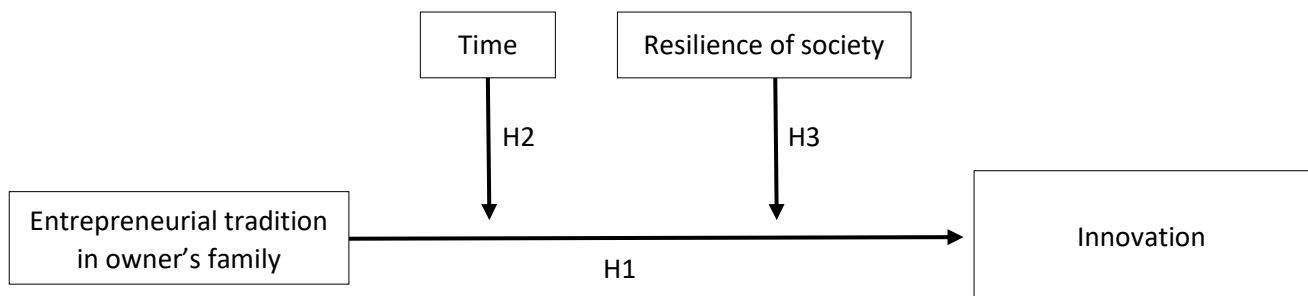 Time
Resilience of society
H2
H3
Entrepreneurial tradition
in owner’s family
Innovation
H1